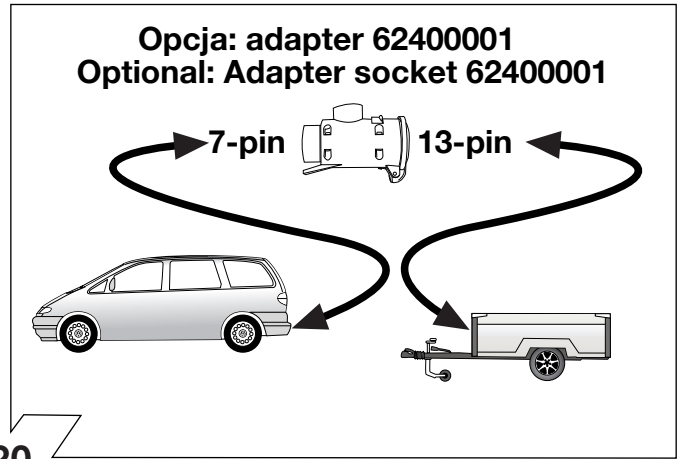 Opcja: adapter 62400001
Optional: Adapter socket 62400001
7-pin 13-pin